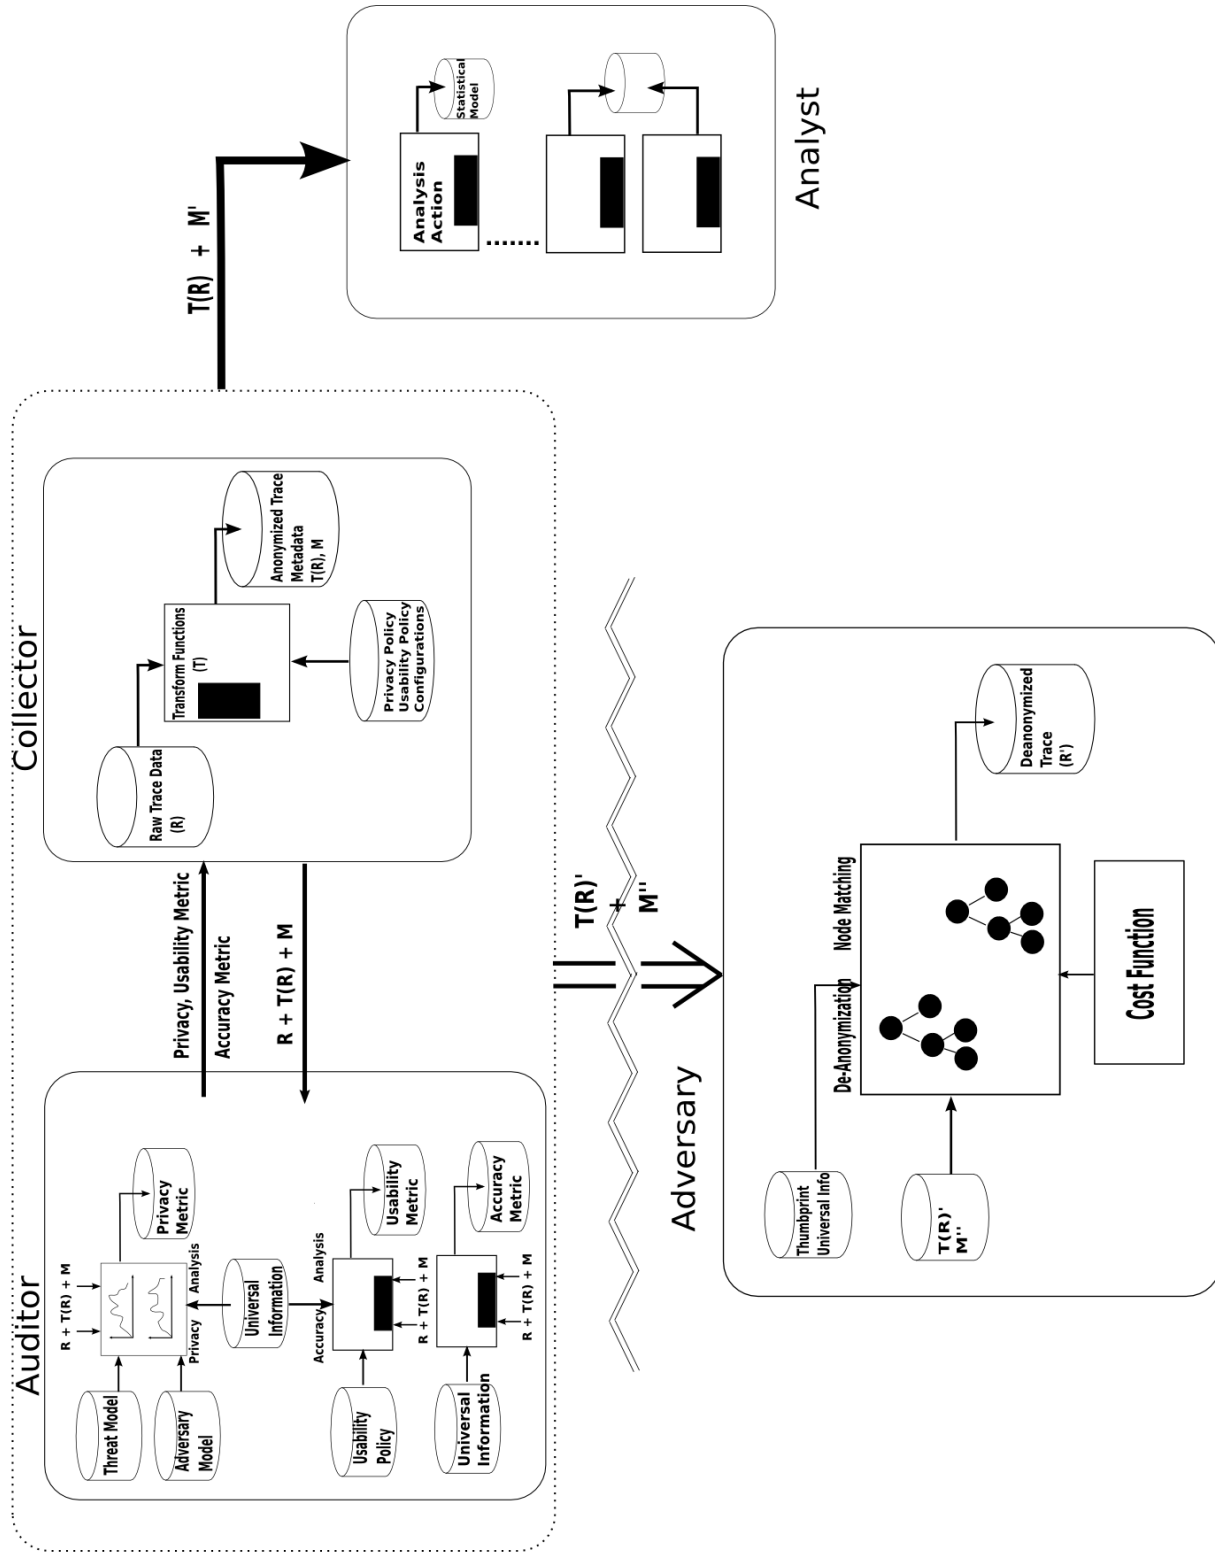 Auditor
R + T(R) + M
Threat Model
Adversary
Model
Privacy
Analysis
Privacy
Metric
Universal
Information
Accuracy
Analysis
Usability
Policy
R + T(R) + M
Usability
Metric
Universal
Information
R + T(R) + M
Accuracy
Metric
Privacy, Usability Metric
Accuracy Metric
R + T(R) + M
Collector
Raw Trace Data
(R)
Transform Functions
(T)
Privacy Policy
Usability Policy
Configurations
Anonymized Trace
Metadata
T(R), M
T(R) + M'
Analysis
Action
Statistical
Model
.......
Analyst
T(R)'
+
M''
Adversary
Thumbprint
Universal Info
T(R)'
M''
De-Anonymization
Node Matching
Cost Function
Deanonymized
Trace
(R')